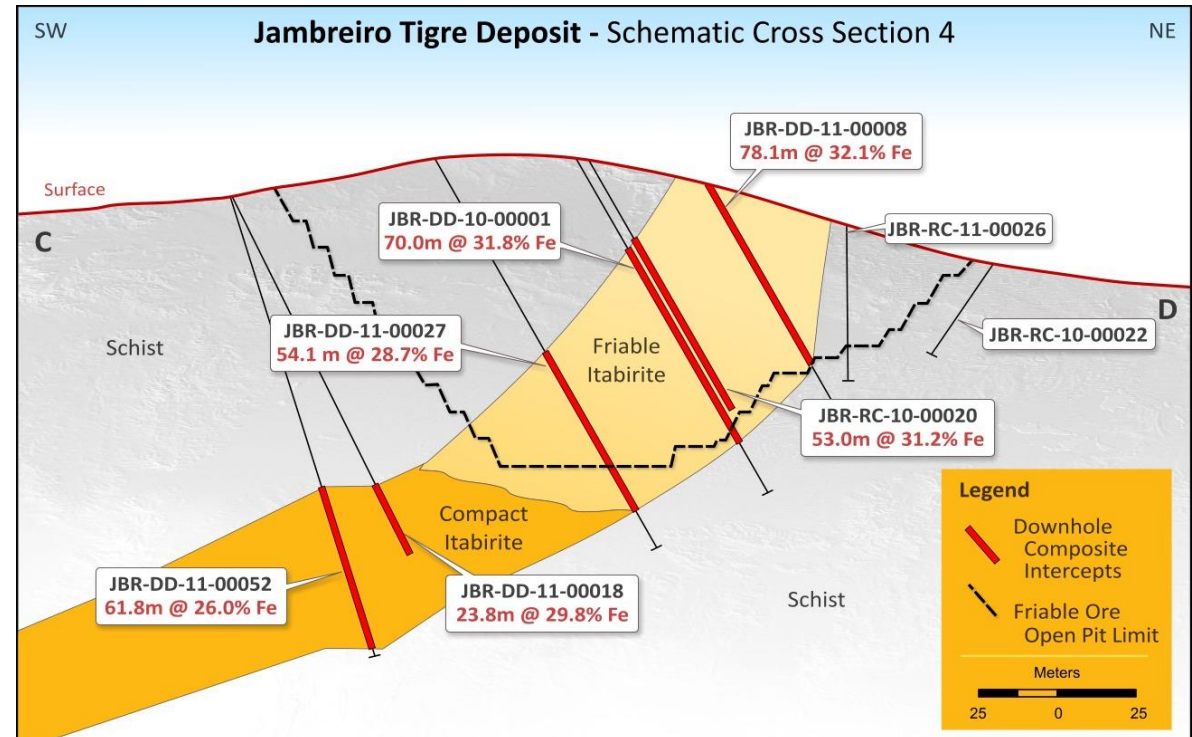 SW
Jambreiro Tigre Deposit - Schematic Cross Section 4
NE
JBR-DD-11-00008
78.1m @ 32.1% Fe
Surface
JBR-DD-10-00001
70.0m @ 31.8% Fe
JBR-RC-11-00026
C
D
JBR-DD-11-00027
54.1 m @ 28.7% Fe
JBR-RC-10-00022
Schist
Friable
Itabirite
JBR-RC-10-00020
53.0m @ 31.2% Fe
Compact
Itabirite
JBR-DD-11-00052
61.8m @ 26.0% Fe
JBR-DD-11-00018
23.8m @ 29.8% Fe
Schist
Legend
Downhole
Composite
Intercepts
Friable Ore
Open Pit Limit
Meters
25 0 25